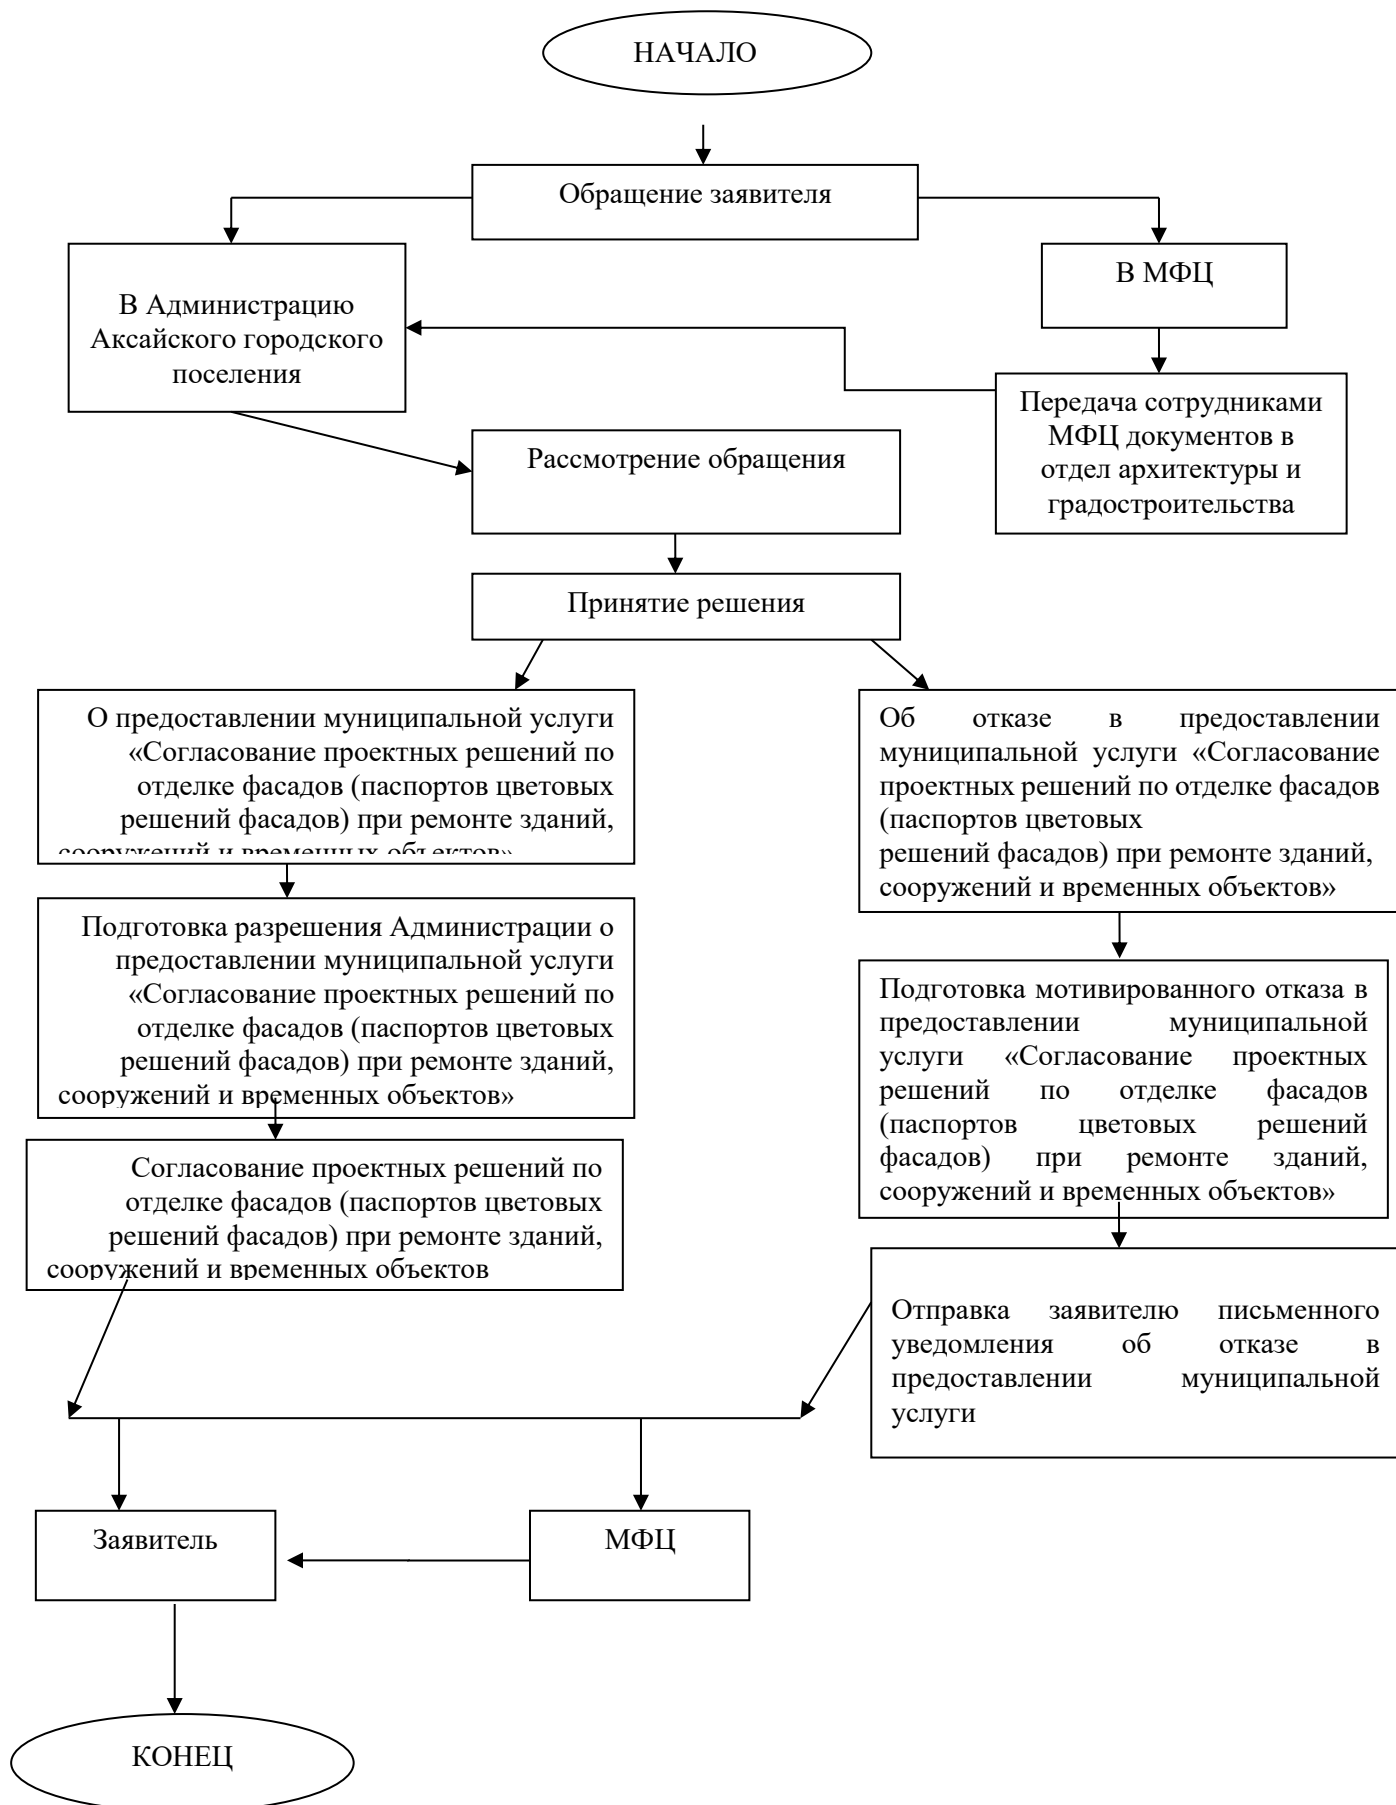 НАЧАЛО
Обращение заявителя
В Администрацию
Аксайского городского
поселения
В МФЦ
Передача сотрудниками
МФЦ документов в
отдел архитектуры и
градостроительства
Рассмотрение обращения
Принятие решения
О предоставлении муниципальной услуги
«Согласование проектных решений по
отделке фасадов (паспортов цветовых
решений фасадов) при ремонте зданий,
сооружений и временных объектов»
Об отказе в предоставлении
муниципальной услуги «Согласование
проектных решений по отделке фасадов
(паспортов цветовых
решений фасадов) при ремонте зданий,
сооружений и временных объектов»
Подготовка разрешения Администрации о
предоставлении муниципальной услуги
«Согласование проектных решений по
отделке фасадов (паспортов цветовых
решений фасадов) при ремонте зданий,
сооружений и временных объектов»
Подготовка мотивированного отказа в
предоставлении муниципальной
услуги «Согласование проектных
решений по отделке фасадов
(паспортов цветовых решений
фасадов) при ремонте зданий,
сооружений и временных объектов»
Согласование проектных решений по
отделке фасадов (паспортов цветовых
решений фасадов) при ремонте зданий,
сооружений и временных объектов
Отправка заявителю письменного
уведомления об отказе в
предоставлении муниципальной
услуги
Заявитель
МФЦ
КОНЕЦ